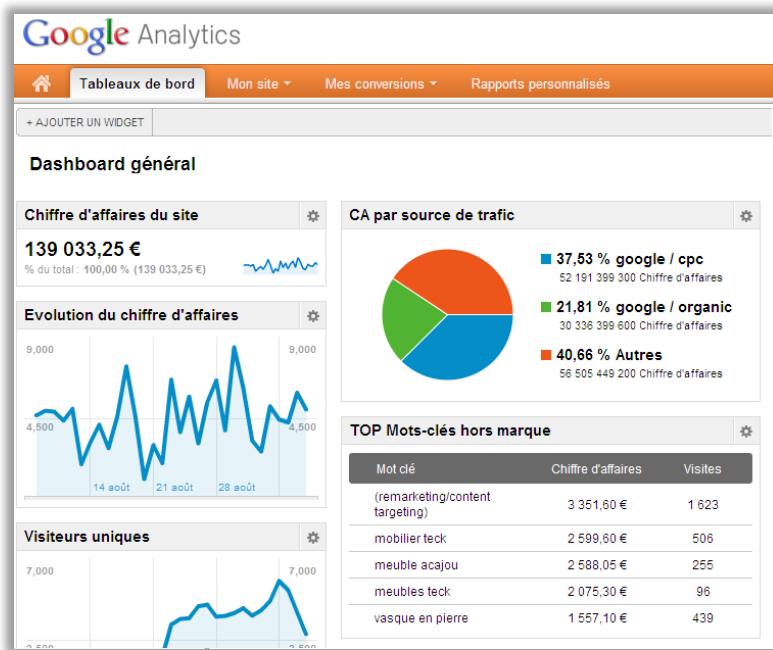 Google Analytics
Tableaux de bord Mon site Mes conversions Rapports personnalisés
+ AJOUTER UN WIDGET
Dashboard général
Chiffre d'affaires du site
139 033,25 €
% du total : 100,00 % (139 033,25 €)
Evolution du chiffre d'affaires
9,000 9,000
4,500 4,500
14 août 21 août 28 août
Visiteurs uniques
7,000 7,000
3,500 3,500
CA par source de trafic
37,53 % google / cpc
52 191 399 300 Chiffre d'affaires
21,81 % google / organic
30 336 399 600 Chiffre d'affaires
40,66 % Autres
56 505 449 200 Chiffre d'affaires
TOP Mots-clés hors marque
Mot clé Chiffre d'affaires Visites
(remarketing/content
targeting) 3 351,60 € 1 623
mobilier teck 2 599,60 € 506
meuble acajou 2 588,05 € 255
meubles teck 2 075,30 € 96
vasque en pierre 1 557,10 € 439